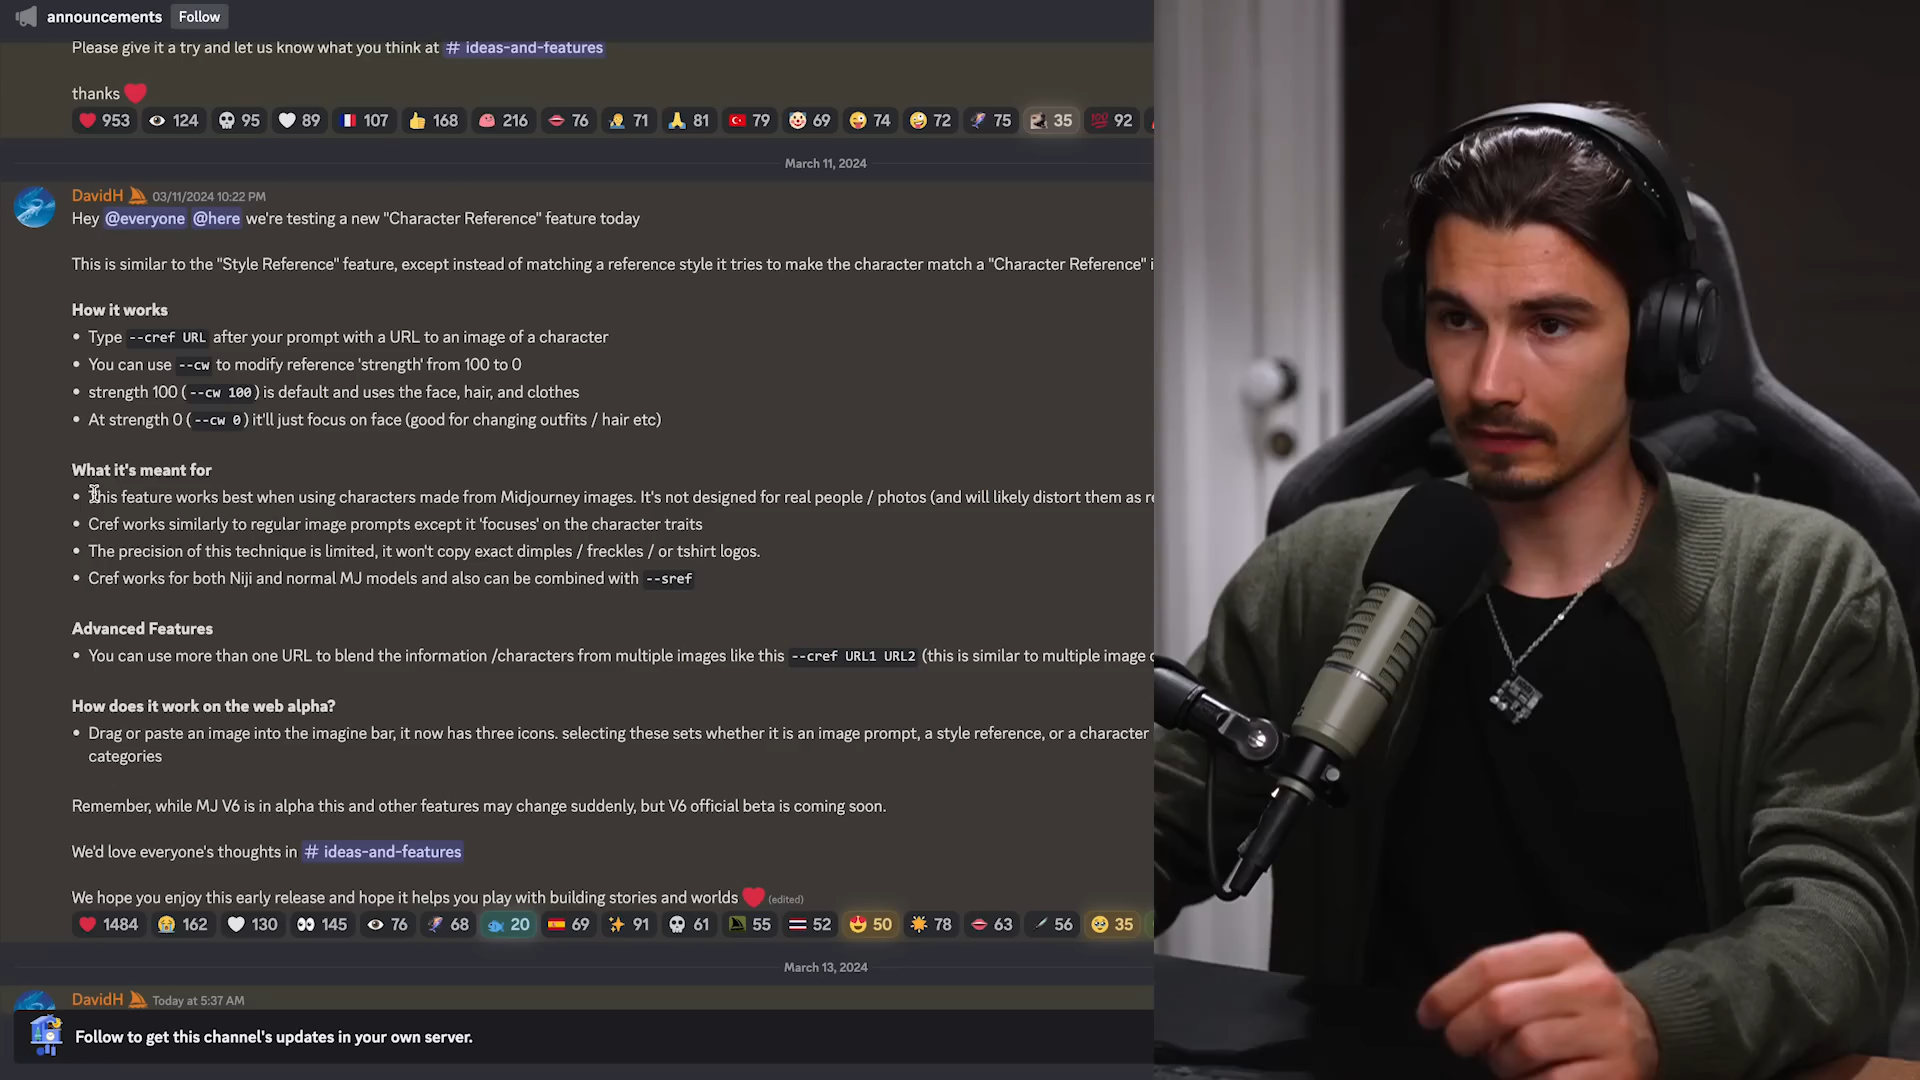 announcements Follow
Please give it a try and let us know what you think at # ideas-and-features
thanks
953 124 95 89 107 168 216 76 71 81 79 69 74 72 75 35 92
March 11, 2024
DavidH 03/11/2024 10:22 PM
Hey @everyone @here we're testing a new "Character Reference" feature today
This is similar to the "Style Reference" feature, except instead of matching a reference style it tries to make the character match a "Character Reference"
How it works
• Type --cref URL after your prompt with a URL to an image of a character
• You can use --cw to modify reference 'strength' from 100 to 0
• strength 100 (--cw 100) is default and uses the face, hair, and clothes
• At strength 0 (--cw 0) it'll just focus on face (good for changing outfits / hair etc)
What it's meant for
• This feature works best when using characters made from Midjourney images. It's not designed for real people / photos (and will likely distort them as re
• Cref works similarly to regular image prompts except it 'focuses' on the character traits
• The precision of this technique is limited, it won't copy exact dimples / freckles / or tshirt logos.
• Cref works for both Niji and normal MJ models and also can be combined with --sref
Advanced Features
• You can use more than one URL to blend the information /characters from multiple images like this --cref URL1 URL2 (this is similar to multiple image
How does it work on the web alpha?
• Drag or paste an image into the imagine bar, it now has three icons. selecting these sets whether it is an image prompt, a style reference, or a character
categories
Remember, while MJ V6 is in alpha this and other features may change suddenly, but V6 official beta is coming soon.
We'd love everyone's thoughts in # ideas-and-features
We hope you enjoy this early release and hope it helps you play with building stories and worlds (edited)
1484 162 130 145 76 68 20 69 91 61 55 52 50 78 63 56 35
March 13, 2024
DavidH Today at 5:37 AM
Follow to get this channel's updates in your own server.